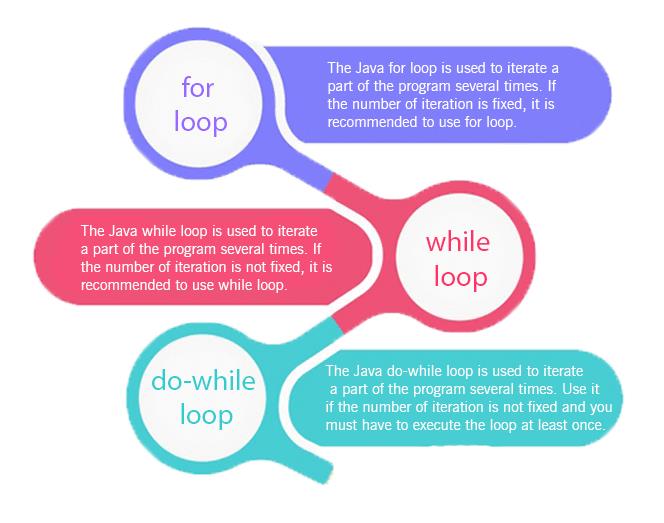 for
loop
The Java for loop is used to iterate a
part of the program several times. If
the number of iteration is fixed, it is
recommended to use for loop.
The Java while loop is used to iterate
a part of the program several times. If
the number of iteration is not fixed, it is
recommended to use while loop.
while
loop
do-while
loop
The Java do-while loop is used to iterate
a part of the program several times. Use it
if the number of iteration is not fixed and you
must have to execute the loop at least once.